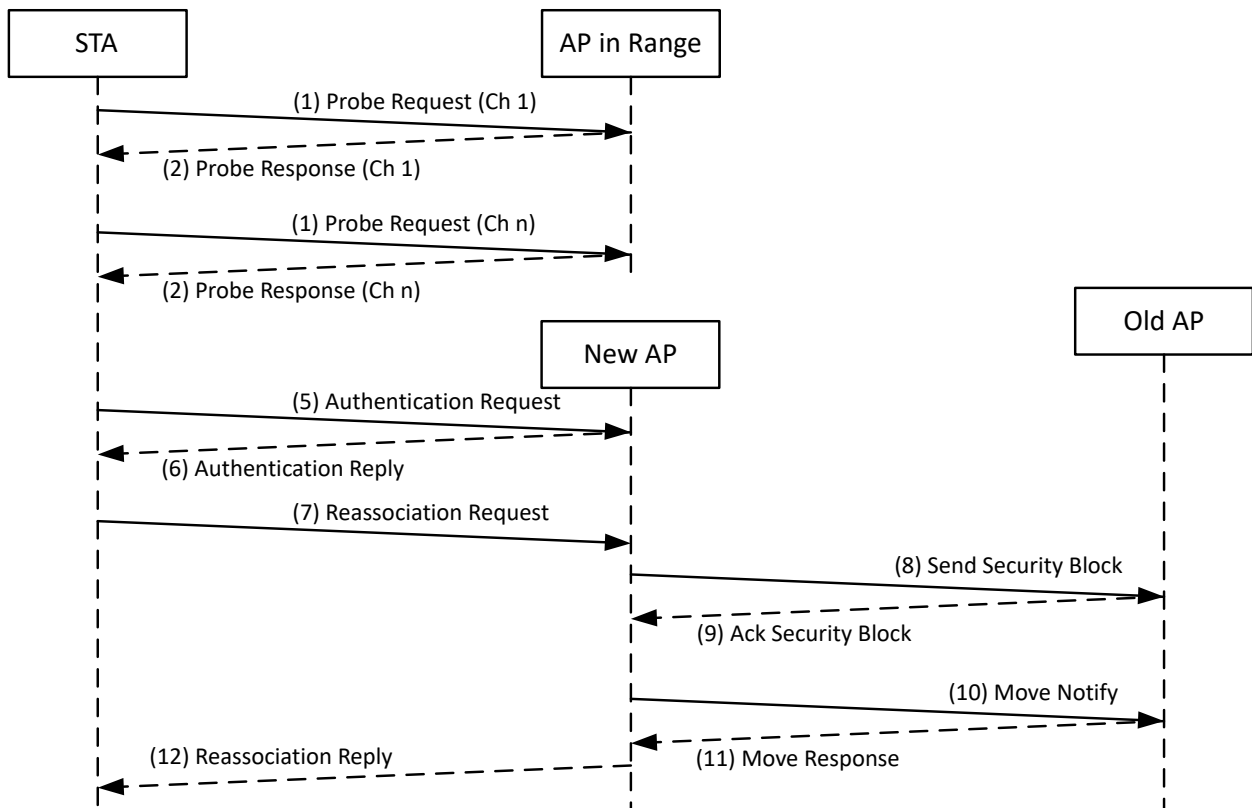 STA
AP in Range
(1) Probe Request (Ch 1)
(2) Probe Response (Ch 1)
(1) Probe Request (Ch n)
(2) Probe Response (Ch n)
Old AP
New AP
(5) Authentication Request
(6) Authentication Reply
(7) Reassociation Request
(8) Send Security Block
(9) Ack Security Block
(10) Move Notify
(11) Move Response
(12) Reassociation Reply